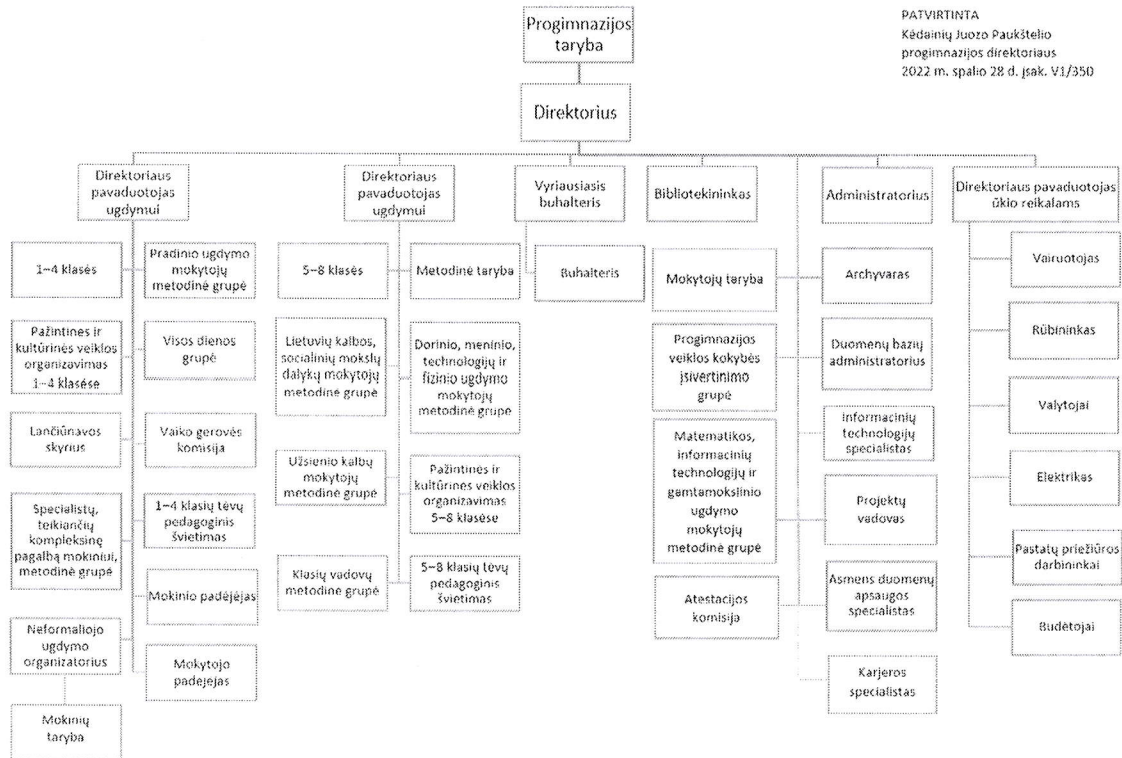 Progimnazijos
taryba
PATVIRTINTA
Kėdainių Juozo Paukštelio
progimnazijos direktoriaus
2022 m. spalio 28 d. įsak. V1/350
Direktorius
Direktoriaus
pavaduotojas
ugdymui
Direktoriaus
pavaduotojas
ugdymui
Vyriausiasis
buhalteris
Bibliotekininkas
Administratorius
Direktoriaus pavaduotojas
ūkio reikalams
1–4 klasės
Pradinio ugdymo
mokytojų
metodinė grupė
Pažintinės ir
kultūrinės veiklos
organizavimas
1–4 klasėse
Visos dienos
grupė
Lančiūnavos
skyrius
Vaiko gerovės
komisija
Specialistų,
teikiančių
kompleksinę
pagalbą mokiniui,
metodinė grupė
1–4 klasių tėvų
pedagoginis
švietimas
Mokinio padėjėjas
Neformaliojo
ugdymo
organizatorius
Mokytojo
padėjėjas
Mokinių
taryba
5–8 klasės
Metodinė taryba
Lietuvių kalbos,
socialinių mokslų
dalykų mokytojų
metodinė grupė
Dorinio, meninio,
technologijų ir
fizinio ugdymo
mokytojų
metodinė grupė
Užsienio kalbų
mokytojų
metodinė grupė
Pažintinės ir
kultūrinės veiklos
organizavimas
5–8 klasėse
Klasių vadovų
metodinė grupė
5–8 klasių tėvų
pedagoginis
švietimas
Buhalteris
Mokytojų taryba
Archyvaras
Progimnazijos
veiklos kokybės
įsivertinimo
grupė
Duomenų bazių
administratorius
Matematikos,
informacinių
technologijų ir
gamtamokslinio
ugdymo
mokytojų
metodinė grupė
Informacinių
technologijų
specialistas
Projektų
vadovas
Atestacijos
komisija
Asmens duomenų
apsaugos
specialistas
Karjeros
specialistas
Vairuotojas
Rūbininkas
Valytojai
Elektrikas
Pastatų priežiūros
darbininkai
Budėtojai